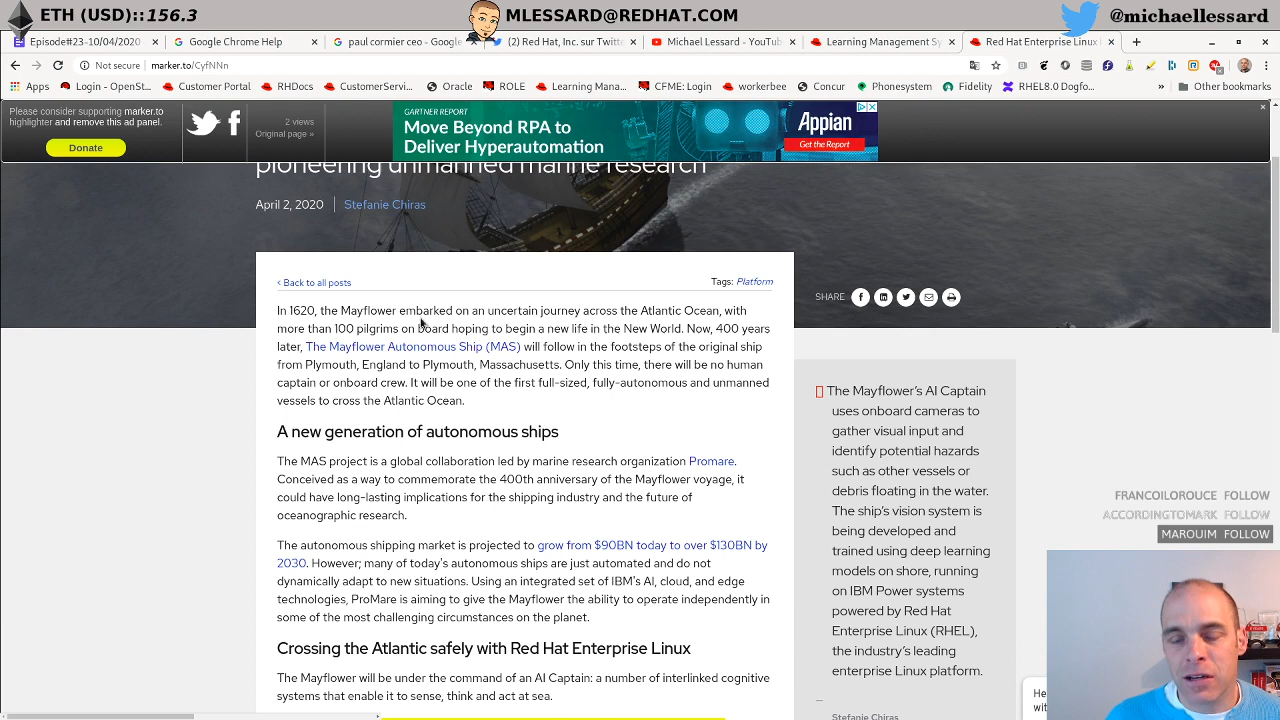 ETH (USD)::156.3
MLESSARD@REDHAT.COM
@michaellessard
Episode#23-10/04/2020
Google Chrome Help
paul cormier ceo - Google
(2) Red Hat, Inc. sur Twitte
Michael Lessard - YouTub
Learning Management Sy
Red Hat Enterprise Linux
Not secure
marker.to/CyfNNn
Apps
Login - OpenSt...
Customer Portal
RHDocs
CustomerServi...
Oracle
ROLE
Learning Mana...
CFME: Login
workerbee
Concur
Phonesystem
Fidelity
RHEL8.0 Dogfo...
Other bookmarks
Please consider supporting marker.to
highlighter and remove this ad panel.
Donate
2 views
Original page »
GARTNER REPORT
Move Beyond RPA to
Deliver Hyperautomation
Appian
Get the Report
pioneering unmanned marine research
April 2, 2020
Stefanie Chiras
< Back to all posts
Tags: Platform
SHARE
In 1620, the Mayflower embarked on an uncertain journey across the Atlantic Ocean, with
more than 100 pilgrims on board hoping to begin a new life in the New World. Now, 400 years
later, The Mayflower Autonomous Ship (MAS) will follow in the footsteps of the original ship
from Plymouth, England to Plymouth, Massachusetts. Only this time, there will be no human
captain or onboard crew. It will be one of the first full-sized, fully-autonomous and unmanned
vessels to cross the Atlantic Ocean.
A new generation of autonomous ships
The MAS project is a global collaboration led by marine research organization Promare.
Conceived as a way to commemorate the 400th anniversary of the Mayflower voyage, it
could have long-lasting implications for the shipping industry and the future of
oceanographic research.
The autonomous shipping market is projected to grow from $90BN today to over $130BN by
2030. However; many of today's autonomous ships are just automated and do not
dynamically adapt to new situations. Using an integrated set of IBM's AI, cloud, and edge
technologies, ProMare is aiming to give the Mayflower the ability to operate independently in
some of the most challenging circumstances on the planet.
Crossing the Atlantic safely with Red Hat Enterprise Linux
The Mayflower will be under the command of an AI Captain: a number of interlinked cognitive
systems that enable it to sense, think and act at sea.
The Mayflower's AI Captain
uses onboard cameras to
gather visual input and
identify potential hazards
such as other vessels or
debris floating in the water.
The ship's vision system is
being developed and
trained using deep learning
models on shore, running
on IBM Power systems
powered by Red Hat
Enterprise Linux (RHEL),
the industry's leading
enterprise Linux platform.
Stefanie Chiras
FRANCOILOROUCE FOLLOW
ACCORDINGTOMARK FOLLOW
MAROUIM FOLLOW
He
wit